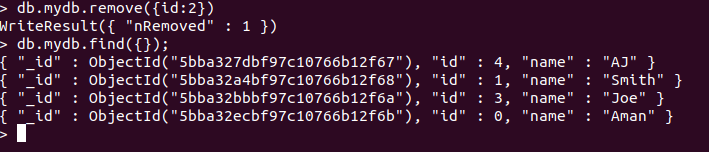 > db.mydb.remove({id:2})
WriteResult({ "nRemoved" : 1 })
> db.mydb.find({});
{ "_id" : ObjectId("5bba327dbf97c10766b12f67"), "id" : 4, "name" : "AJ" }
{ "_id" : ObjectId("5bba32a4bf97c10766b12f68"), "id" : 1, "name" : "Smith" }
{ "_id" : ObjectId("5bba32bbbf97c10766b12f6a"), "id" : 3, "name" : "Joe" }
{ "_id" : ObjectId("5bba32ecbf97c10766b12f6b"), "id" : 0, "name" : "Aman" }
>